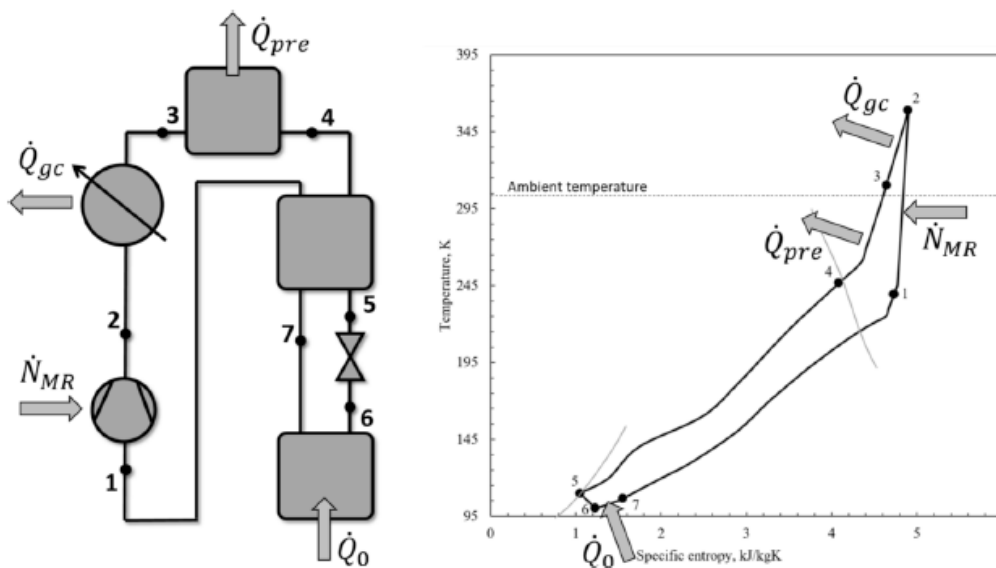 Q̇pre
3
4
Q̇gc
2
5
7
ṄMR
6
1
Q̇0
395
345
295
245
195
145
95
Temperature, K
Ambient temperature
Q̇gc
2
3
Q̇pre
ṄMR
4
1
5
6
7
Q̇0
0
1
2
3
4
5
Specific entropy, kJ/kgK